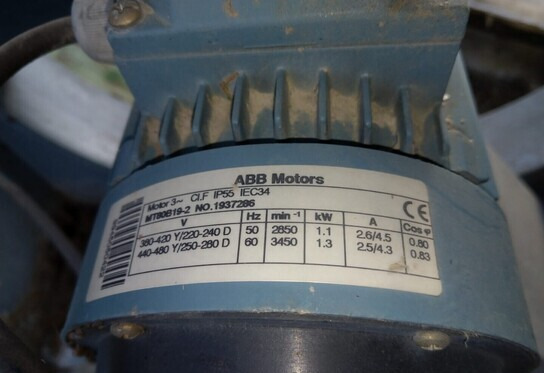 ABB Motors
Motor 3~ Cl.F IP55 IEC34
MT80B19-2 NO.1937286
CE
V Hz min⁻¹ kW A Cos φ
380-420 Y/220-240 D 50 2850 1.1 2.6/4.5 0.80
440-480 Y/250-280 D 60 3450 1.3 2.5/4.3 0.83